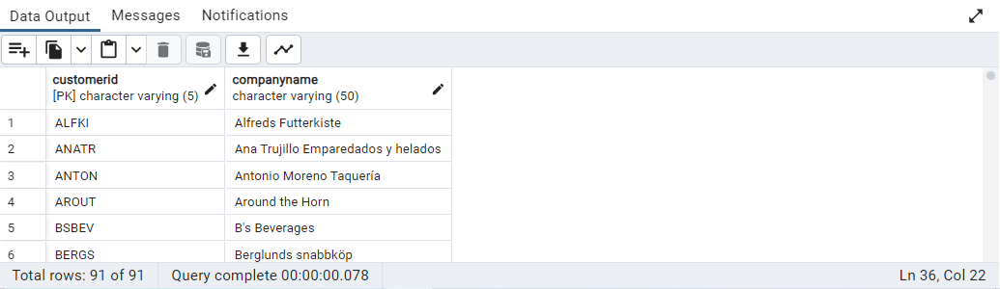 Data Output Messages Notifications
customerid companyname
[PK] character varying (5) character varying (50)
1 ALFKI Alfreds Futterkiste
2 ANATR Ana Trujillo Emparedados y helados
3 ANTON Antonio Moreno Taquería
4 AROUT Around the Horn
5 BSBEV B's Beverages
6 BERGS Berglunds snabbköp
Total rows: 91 of 91 Query complete 00:00:00.078 Ln 36, Col 22